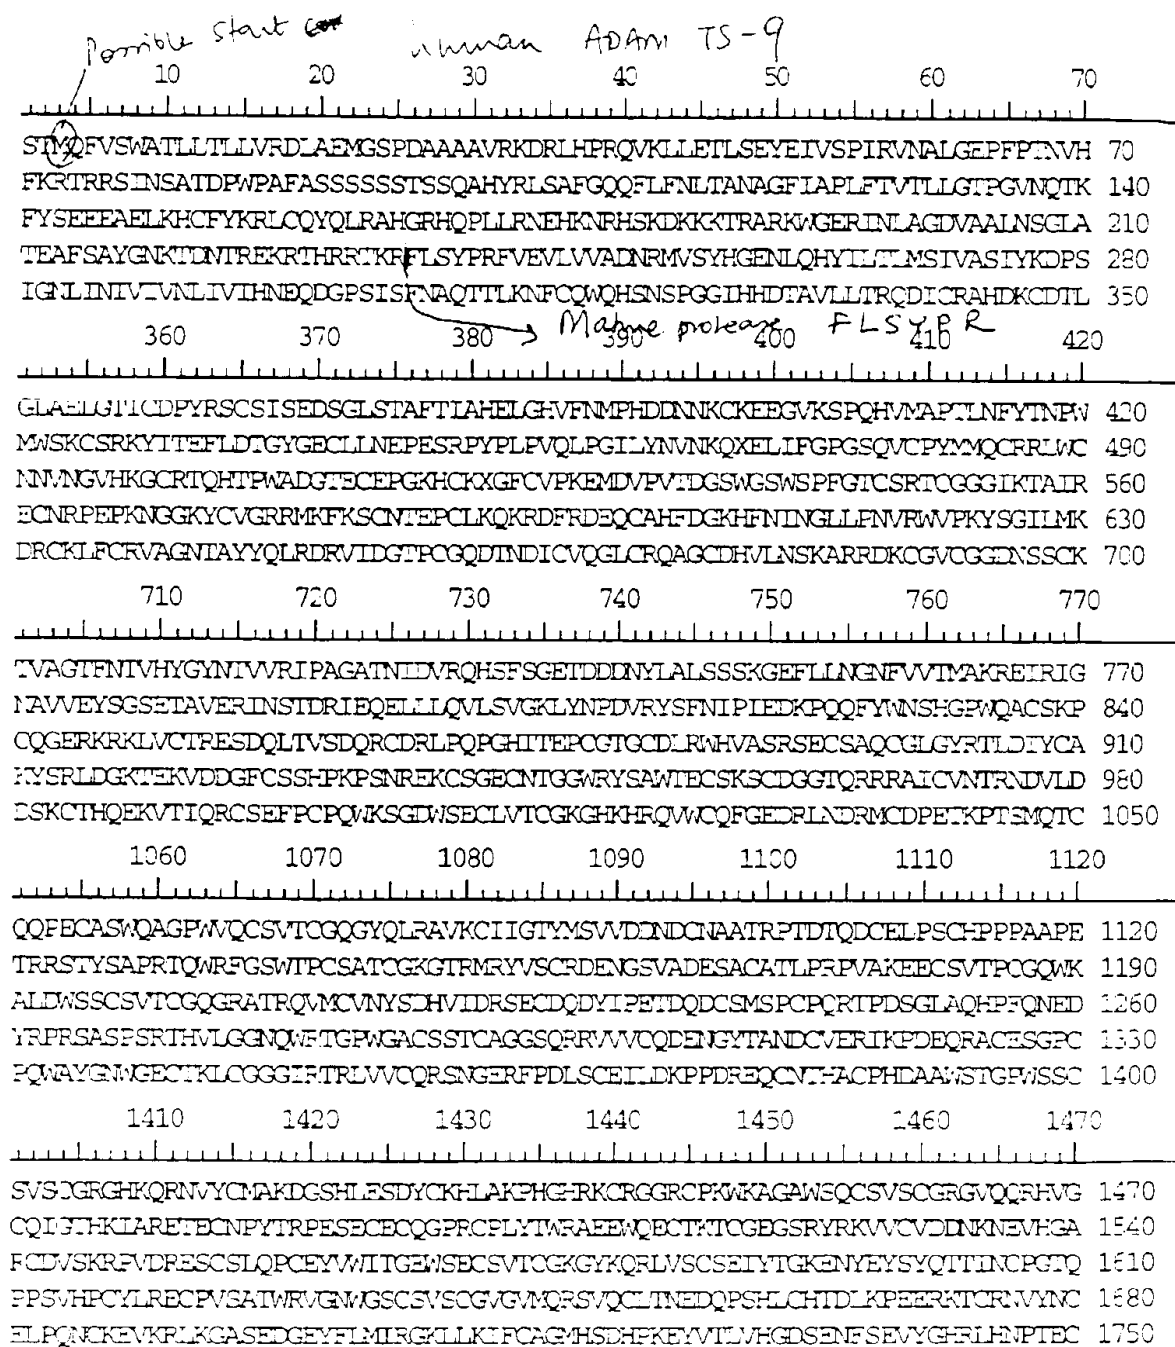 Possible start
human ADAM TS-9
10 20 30 40 50 60 70
STMQFVSWATLLTLLVRDLAEMGSPDAAAAVRKDRLHPRQVKLLETLSEYEIVSPIRVNALGEPFPTNVH 70
FKRTRRSINSATDPWPAFASSSSSSTSSQAHYRLSAFGQQFLFNLTANAGFIAPLFTVTLLGTPGVNQTK 140
FYSEEEAELKHCFYKRLCQYQLRAHGRHQPLLRNEHKNRHSKDKKKTRARKWGERINLAGDVAALNSGLA 210
TEAFSAYGNKTDNTREKRTHRRTKRFLSYPRFVEVLVVADNRMVSYHGENLQHYILTLMSIVASIYKDPS 280
IGNLINIVIVNLIVIHNEQDGPSISFNAQTTLKNFCQWQHSNSPGGIHHDTAVLLTRQDICRAHDKCDTL 350
Mature protease FLSYPR
360 370 380 390 400 410 420
GLAELGTICDPYRSCSISEDSGLSTAFTIAHELGHVFNMPHDDNNKCKEEGVKSPQHVMAPTLNFYTNPW 420
MWSKCSRKYITEFLDTGYGECLLNEPESRPYPLPVQLPGILYNVNKQXELIFGPGSQVCPYMMQCRRLWC 490
NNVNGVHKGCRTQHTPWADGTECEPGKHCKXGFCVPKEMDVPVTDGSWGSWSPFGTCSRTCGGGIKTAIR 560
ECNRPEPKNGGKYCVGRRMKFKSCNTEPCLKQKRDFRDEQCAHFDGKHFNINGLLPNVRWVPKYSGILMK 630
DRCKLFCRVAGNTAYYQLRDRVIDGTPCGQDTNDICVQGLCRQAGCDHVLNSKARRDKCGVCGGDNSSCK 700
710 720 730 740 750 760 770
TVAGTFNTVHYGYNTVVRIPAGATNIDVRQHSFSGETDDDNYLALSSSKGEFLLNGNFVVTMAKREIRIG 770
NAVVEYSGSETAVERINSTDRIEQELLLQVLSVGKLYNPDVRYSFNIPIEDKPQQFYWNSHGPWQACSKP 840
CQGERKRKLVCTRESDQLTVSDQRCDRLPQPGHITEPCGTGCDLRWHVASRSECSAQCGLGYRTLDIYCA 910
KYSRLDGKTEKVDDGFCSSHPKPSNREKCSGECNTGGWRYSAWTECSKSCDGGTQRRRAICVNTRNDVLD 980
DSKCTHQEKVTIQRCSEFPCPQWKSGDWSECLVTCGKGHKHRQVWCQFGEDRLNDRMCDPETKPTSMQTC 1050
1060 1070 1080 1090 1100 1110 1120
QQPECASWQAGPWVQCSVTCGQGYQLRAVKCIIGTYMSVVDDNDCNAATRPTDTQDCELPSCHPPPAAPE 1120
TRRSTYSAPRTQWRFGSWTPCSATCGKGTRMRYVSCRDENGSVADESACATLPRPVAKEECSVTPCGQWK 1190
ALDWSSCSVTCGQGRATRQVMCVNYSDHVIDRSECDQDYIPETDQDCSMSPCPQRTPDSGLAQHPFQNED 1260
YRPRSASPSRTHVLGGNQWRTGPWGACSSTCAGGSQRRVVVCQDENGYTANDCVERIKPDEQRACESGPC 1330
PQWAYGNWGECTKLCGGGIRTRLVVCQRSNGERFPDLSCEILDKPPDREQCNTHACPHDAAWSTGPWSSC 1400
1410 1420 1430 1440 1450 1460 1470
SVSDGRGHKQRNVYCMAKDGSHLESDYCKHLAKPHGHRKCRGGRCPKWKAGAWSQCSVSCGRGVQQRHVG 1470
CQIGTHKIARETECNPYTRPESECECQGPRCPLYTWRAEEWQECTKTCGEGSRYRKVVCVDDNKNEVHGA 1540
RCDVSKRPVDRESCSLQPCEYVWITGEWSECSVTCGKGYKQRLVSCSEIYTGKENYEYSYQTTINCPGTQ 1610
PPSVHPCYLRECPVSATWRVGNWGSCSVSCGVGVMQRSVQCLTNEDQPSHLCHTDLKPEERKTCRNVYNC 1680
ELPQNCKEVKRLKGASEDGEYFLMIRGKLLKIFCAGMHSDHPKEYVTLVHGDSENFSEVYGHRLHNPTEC 1750